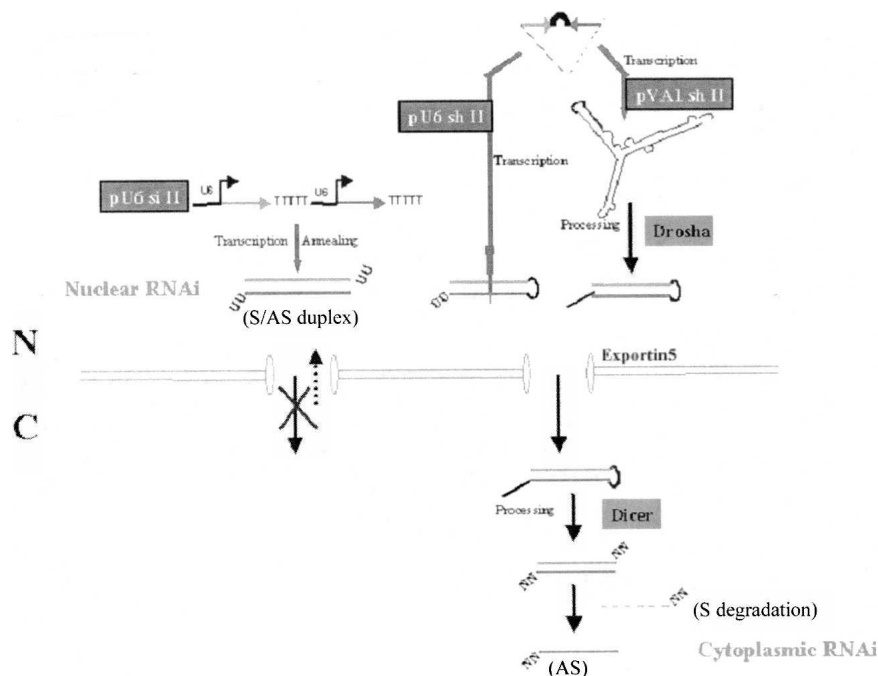 Transcription
pVA1 sh II
pU6 sh II
Transcription
pU6 si II
U6
TTTTT
U6
TTTTT
Transcription
Annealing
Processing
Drosha
Nuclear RNAi
UU
UU
(S/AS duplex)
UU
N
Exportin5
C
Processing
Dicer
NN
NN
NN
(S degradation)
NN
(AS)
Cytoplasmic RNAi